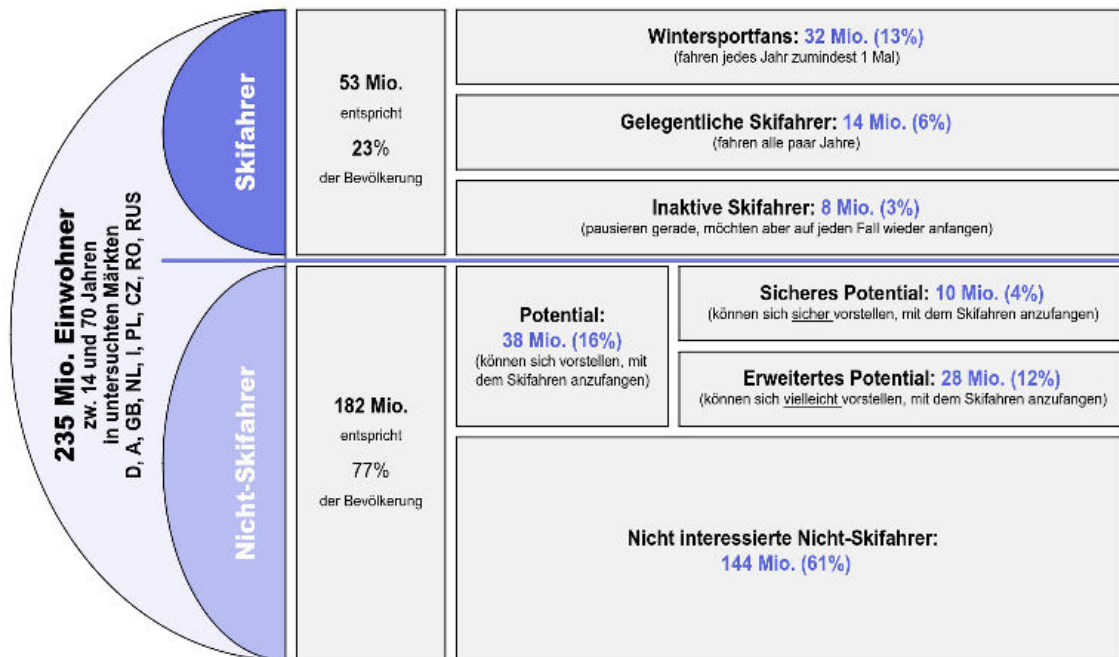 235 Mio. Einwohner
zw. 14 und 70 Jahren
in untersuchten Märkten
D, A, GB, NL, I, PL, CZ, RO, RUS
Skifahrer
53 Mio.
entspricht
23%
der Bevölkerung
Wintersportfans: 32 Mio. (13%)
(fahren jedes Jahr zumindest 1 Mal)
Gelegentliche Skifahrer: 14 Mio. (6%)
(fahren alle paar Jahre)
Inaktive Skifahrer: 8 Mio. (3%)
(pausieren gerade, möchten aber auf jeden Fall wieder anfangen)
Nicht-Skifahrer
182 Mio.
entspricht
77%
der Bevölkerung
Potential:
38 Mio. (16%)
(können sich vorstellen, mit
dem Skifahren anzufangen)
Sicheres Potential: 10 Mio. (4%)
(können sich sicher vorstellen, mit dem Skifahren anzufangen)
Erweitertes Potential: 28 Mio. (12%)
(können sich vielleicht vorstellen, mit dem Skifahren anzufangen)
Nicht interessierte Nicht-Skifahrer:
144 Mio. (61%)